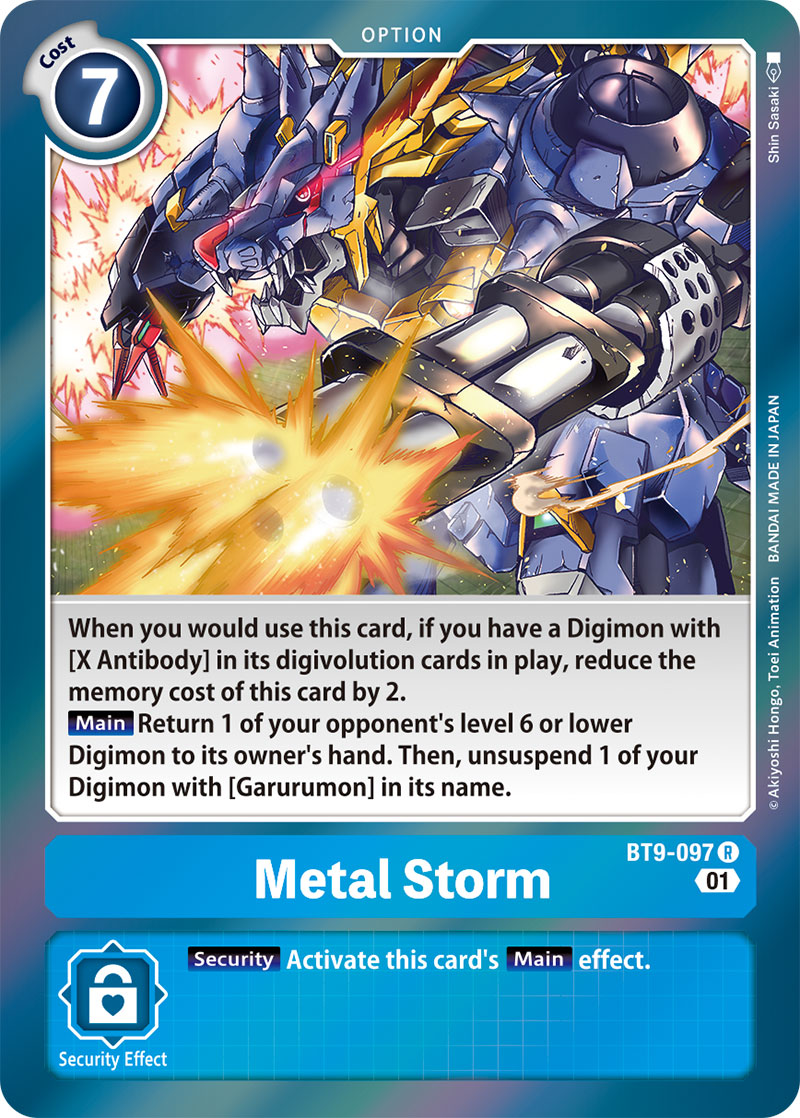 OPTION
Cost
7
Shin Sasaki
When you would use this card, if you have a Digimon with
[X Antibody] in its digivolution cards in play, reduce the
memory cost of this card by 2.
Main Return 1 of your opponent's level 6 or lower
Digimon to its owner's hand. Then, unsuspend 1 of your
Digimon with [Garurumon] in its name.
© Akiyoshi Hongo, Toei Animation BANDAI MADE IN JAPAN
BT9-097 R
Metal Storm
01
Security Activate this card's Main effect.
Security Effect